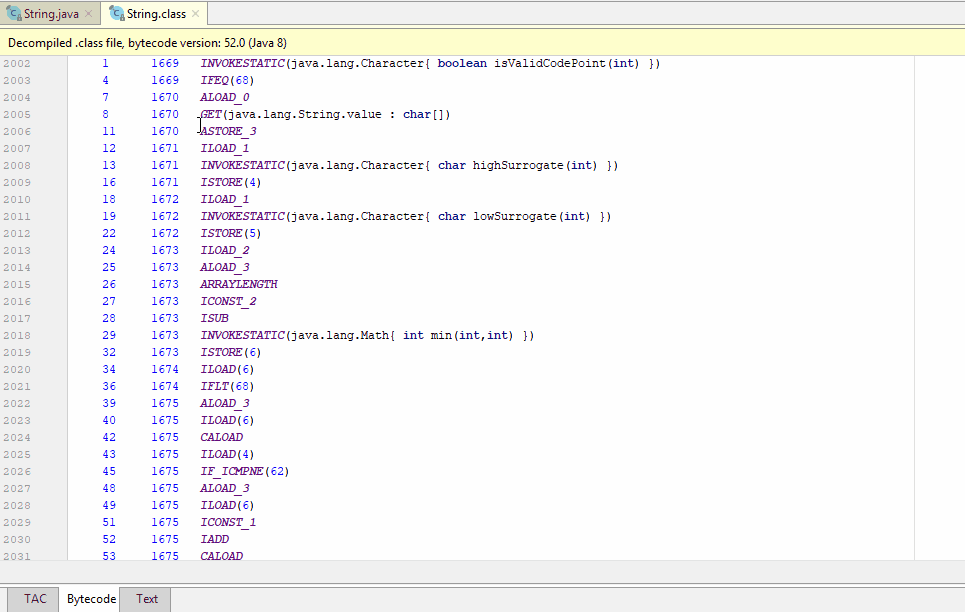 String.java String.class
Decompiled .class file, bytecode version: 52.0 (Java 8)
2002 1 1669 INVOKESTATIC(java.lang.Character{ boolean isValidCodePoint(int) })
2003 4 1669 IFEQ(68)
2004 7 1670 ALOAD_0
2005 8 1670 GET(java.lang.String.value : char[])
2006 11 1670 ASTORE_3
2007 12 1671 ILOAD_1
2008 13 1671 INVOKESTATIC(java.lang.Character{ char highSurrogate(int) })
2009 16 1671 ISTORE(4)
2010 18 1672 ILOAD_1
2011 19 1672 INVOKESTATIC(java.lang.Character{ char lowSurrogate(int) })
2012 22 1672 ISTORE(5)
2013 24 1673 ILOAD_2
2014 25 1673 ALOAD_3
2015 26 1673 ARRAYLENGTH
2016 27 1673 ICONST_2
2017 28 1673 ISUB
2018 29 1673 INVOKESTATIC(java.lang.Math{ int min(int,int) })
2019 32 1673 ISTORE(6)
2020 34 1674 ILOAD(6)
2021 36 1674 IFLT(68)
2022 39 1675 ALOAD_3
2023 40 1675 ILOAD(6)
2024 42 1675 CALOAD
2025 43 1675 ILOAD(4)
2026 45 1675 IF_ICMPNE(62)
2027 48 1675 ALOAD_3
2028 49 1675 ILOAD(6)
2029 51 1675 ICONST_1
2030 52 1675 IADD
2031 53 1675 CALOAD
TAC Bytecode Text